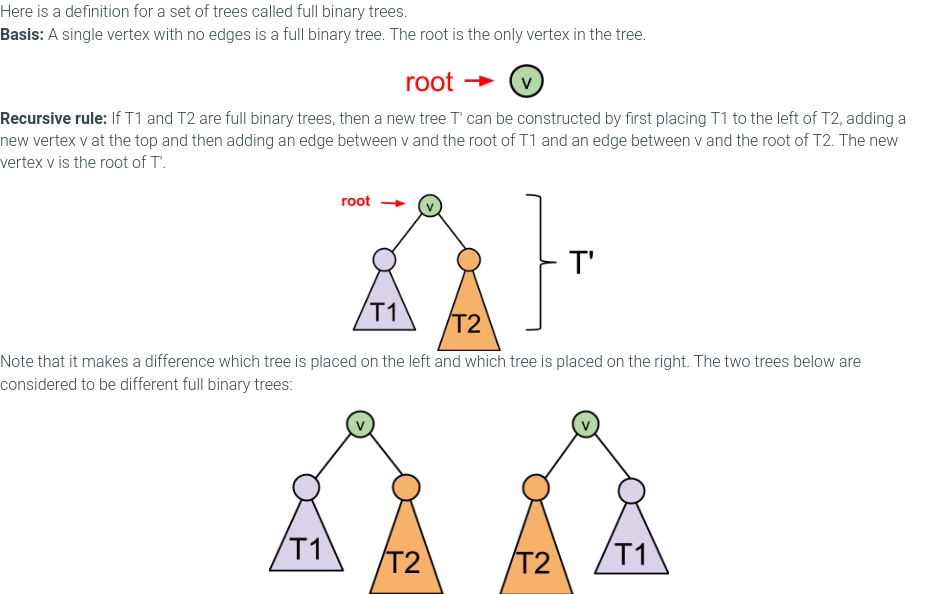 Here is a definition for a set of trees called full binary trees.
Basis: A single vertex with no edges is a full binary tree. The root is the only vertex in the tree.
root v
Recursive rule: If T1 and T2 are full binary trees, then a new tree T' can be constructed by first placing T1 to the left of T2, adding a
new vertex v at the top and then adding an edge between v and the root of T1 and an edge between v and the root of T2. The new
vertex v is the root of T'.
root v
T'
T1
T2
Note that it makes a difference which tree is placed on the left and which tree is placed on the right. The two trees below are
considered to be different full binary trees:
v v
T1 T2 T2 T1